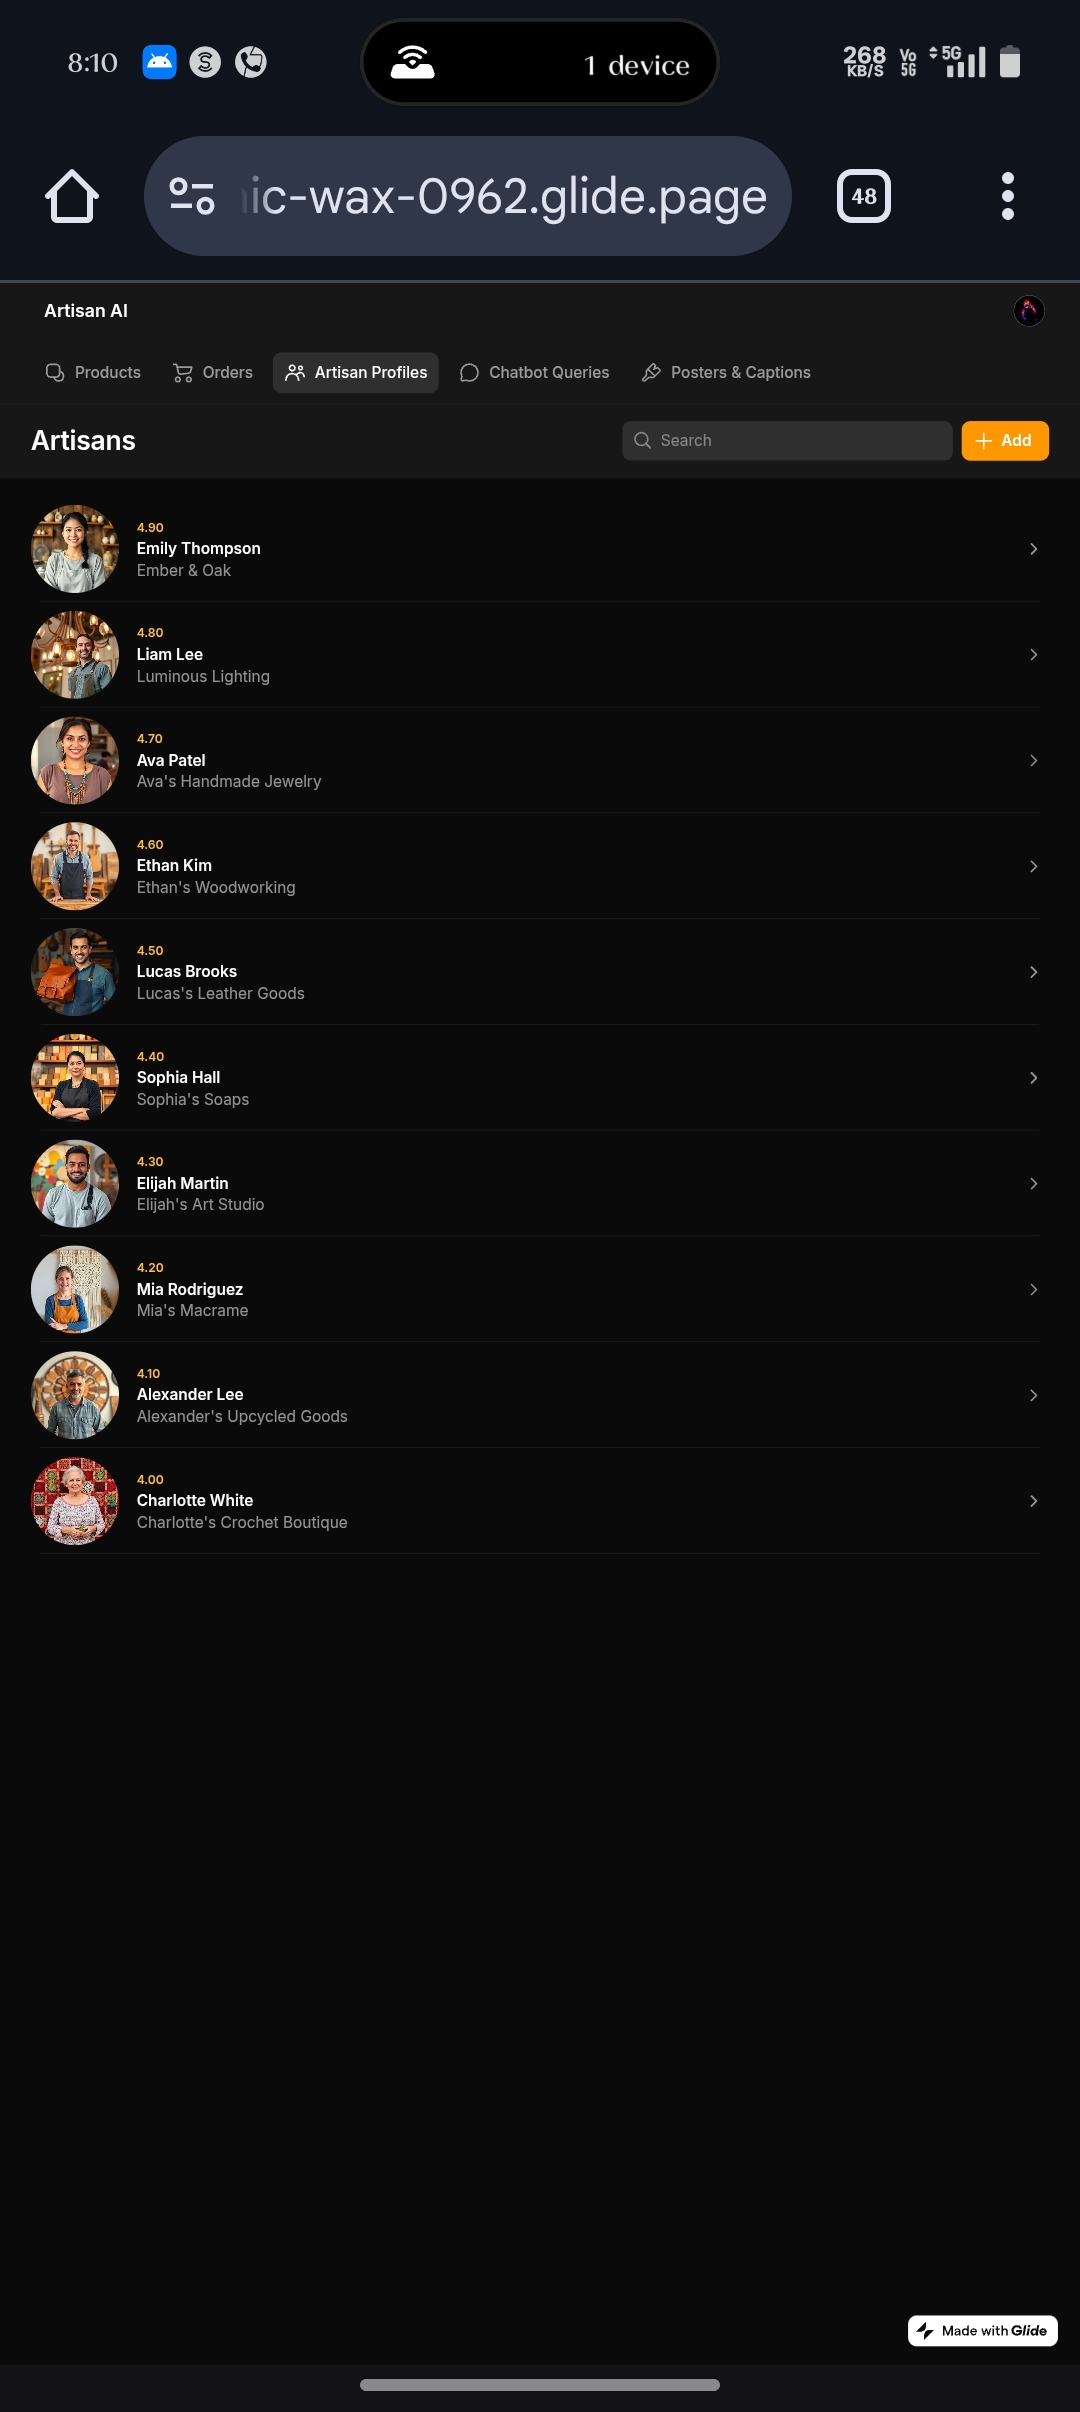 8:10
1 device
268 KB/S
Vo 5G
5G
ic-wax-0962.glide.page
48
Artisan AI
Products
Orders
Artisan Profiles
Chatbot Queries
Posters & Captions
Artisans
Search
Add
4.90
Emily Thompson
Ember & Oak
4.80
Liam Lee
Luminous Lighting
4.70
Ava Patel
Ava's Handmade Jewelry
4.60
Ethan Kim
Ethan's Woodworking
4.50
Lucas Brooks
Lucas's Leather Goods
4.40
Sophia Hall
Sophia's Soaps
4.30
Elijah Martin
Elijah's Art Studio
4.20
Mia Rodriguez
Mia's Macrame
4.10
Alexander Lee
Alexander's Upcycled Goods
4.00
Charlotte White
Charlotte's Crochet Boutique
Made with Glide